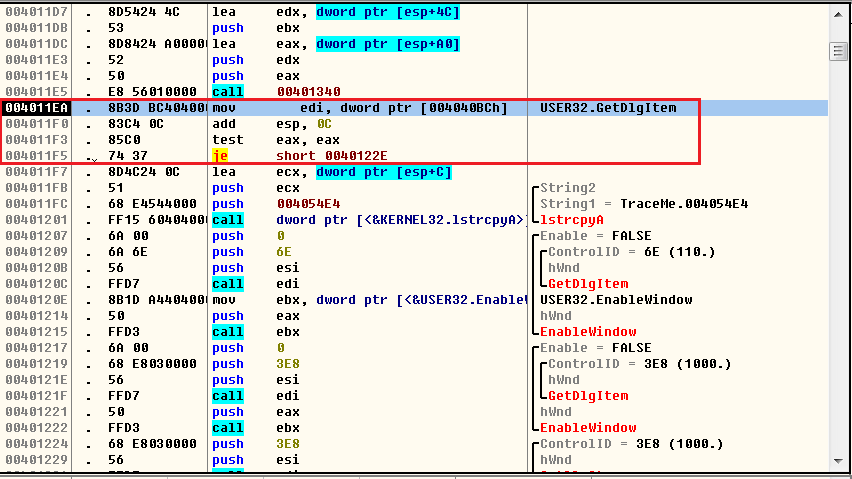 004011D7 . 8D5424 4C lea edx, dword ptr [esp+4C]
004011DB . 53 push ebx
004011DC . 8D8424 A0000 lea eax, dword ptr [esp+A0]
004011E3 . 52 push edx
004011E4 . 50 push eax
004011E5 . E8 56010000 call 00401340
004011EA . 8B3D BC404000 mov edi, dword ptr [004040BCh] USER32.GetDlgItem
004011F0 . 83C4 0C add esp, 0C
004011F3 . 85C0 test eax, eax
004011F5 . 74 37 je short 0040122E
004011F7 . 8D4C24 0C lea ecx, dword ptr [esp+C]
004011FB . 51 push ecx String2
004011FC . 68 E4544000 push 004054E4 String1 = TraceMe.004054E4
00401201 . FF15 60404000 call dword ptr [<&KERNEL32.lstrcpyA>] lstrcpyA
00401207 . 6A 00 push 0 Enable = FALSE
00401209 . 6A 6E push 6E ControlID = 6E (110.)
0040120B . 56 push esi hWnd
0040120C . FFD7 call edi GetDlgItem
0040120E . 8B1D A4404000 mov ebx, dword ptr [<&USER32.EnableW USER32.EnableWindow
00401214 . 50 push eax hWnd
00401215 . FFD3 call ebx EnableWindow
00401217 . 6A 00 push 0 Enable = FALSE
00401219 . 68 E8030000 push 3E8 ControlID = 3E8 (1000.)
0040121E . 56 push esi hWnd
0040121F . FFD7 call edi GetDlgItem
00401221 . 50 push eax hWnd
00401222 . FFD3 call ebx EnableWindow
00401224 . 68 E8030000 push 3E8 ControlID = 3E8 (1000.)
00401229 . 56 push esi hWnd